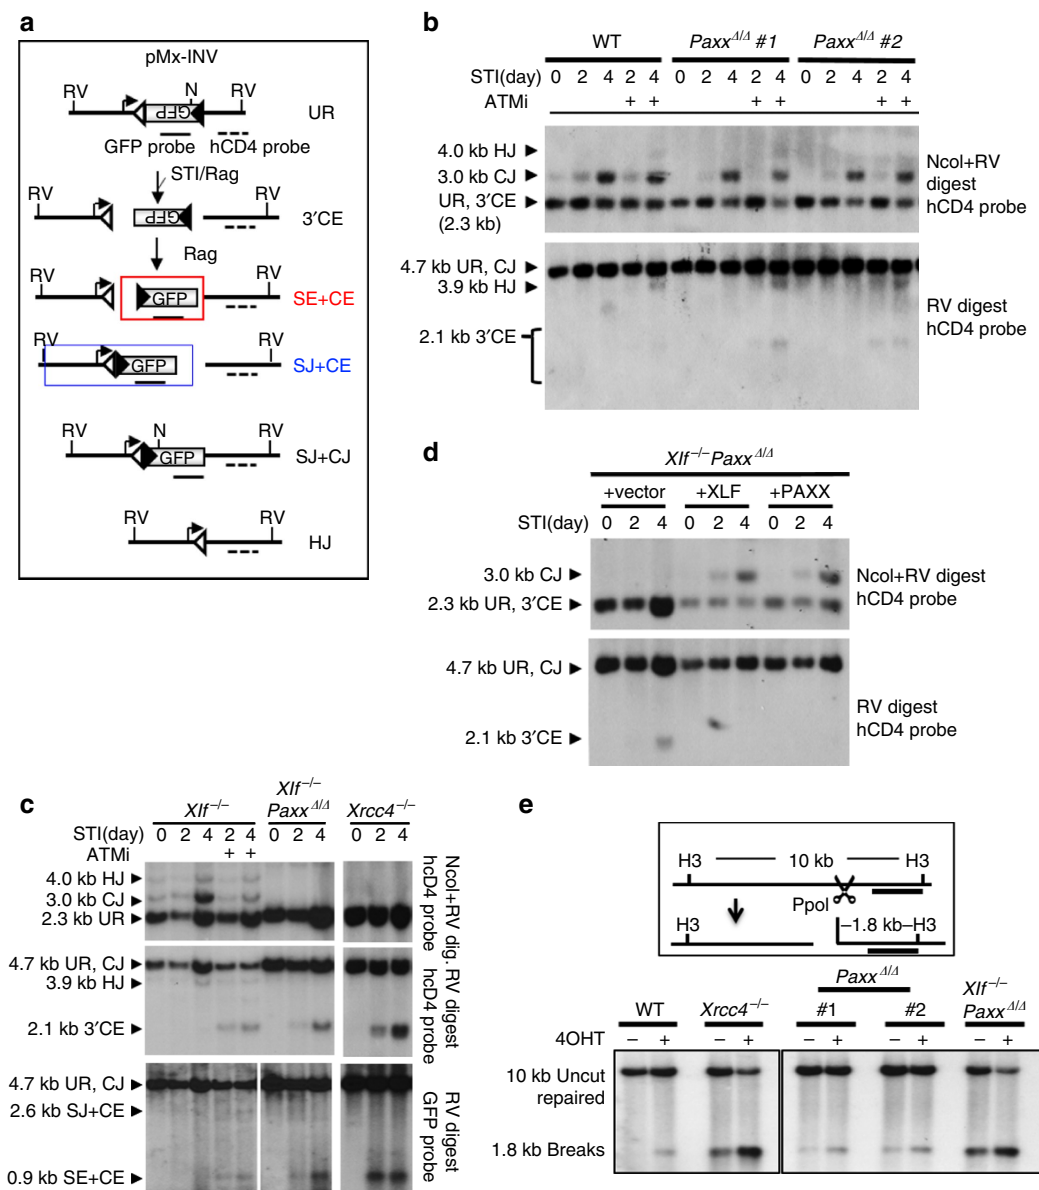 a
pMx-INV
RV N RV
GFP UR
GFP probe hCD4 probe
STI/Rag
RV RV
GFP 3′CE
Rag
RV RV
GFP SE+CE
RV RV
GFP SJ+CE
RV N RV
GFP SJ+CJ
RV RV
HJ
b
WT Paxx Δ/Δ #1 Paxx Δ/Δ #2
STI(day) 0 2 4 2 4 0 2 4 2 4 0 2 4 2 4
ATMi + + + + + +
4.0 kb HJ
3.0 kb CJ
UR, 3′CE
(2.3 kb)
NcoI+RV
digest
hCD4 probe
4.7 kb UR, CJ
3.9 kb HJ
2.1 kb 3′CE
RV digest
hCD4 probe
d
Xlf −/− Paxx Δ/Δ
+vector +XLF +PAXX
STI(day) 0 2 4 0 2 4 0 2 4
3.0 kb CJ
2.3 kb UR, 3′CE
NcoI+RV digest
hCD4 probe
4.7 kb UR, CJ
2.1 kb 3′CE
RV digest
hCD4 probe
c
Xlf −/− Xlf −/− Paxx Δ/Δ Xrcc4 −/−
STI(day) 0 2 4 2 4 0 2 4 0 2 4
ATMi + +
4.0 kb HJ
3.0 kb CJ
2.3 kb UR
NcoI+RV dig.
hcD4 probe
4.7 kb UR, CJ
3.9 kb HJ
2.1 kb 3′CE
RV digest
hCD4 probe
4.7 kb UR, CJ
2.6 kb SJ+CE
0.9 kb SE+CE
RV digest
GFP probe
e
H3 10 kb H3
PpoI
H3 1.8 kb H3
Paxx Δ/Δ Xlf −/−
WT Xrcc4 −/− #1 #2 Paxx Δ/Δ
4OHT − + − + − + − + − +
10 kb Uncut
repaired
1.8 kb Breaks